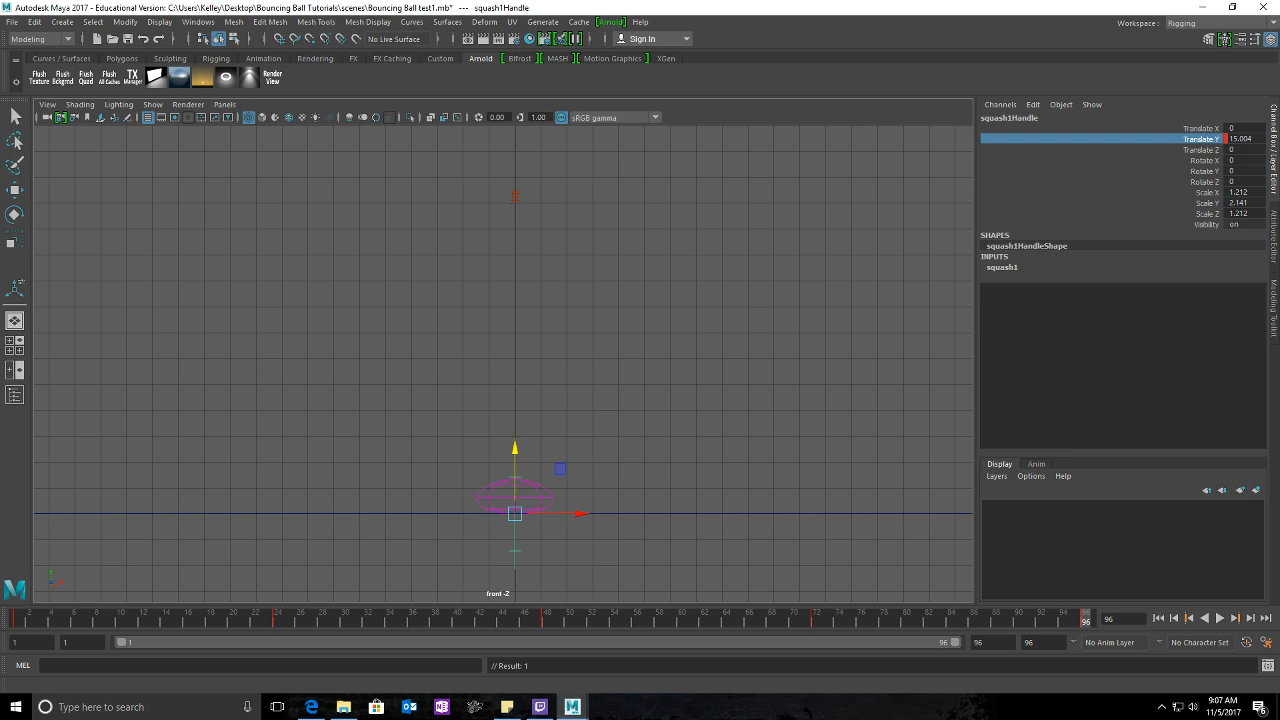 Autodesk Maya 2017 - Educational Version: C:\Users\Kelley\Desktop\Bouncing Ball Tutorials\scenes\Bouncing Ball test1.mb* --- squash1Handle
File Edit Create Select Modify Display Windows Mesh Edit Mesh Mesh Tools Mesh Display Curves Surfaces Deform UV Generate Cache [Arnold] Help Workspace : Rigging
Modeling No Live Surface Sign In
Curves / Surfaces Polygons Sculpting Rigging Animation Rendering FX FX Caching Custom Arnold Bifrost MASH Motion Graphics XGen
Flush Texture Flush Bckgrnd Flush Quad Flush All Caches TX Manager Render View
View Shading Lighting Show Renderer Panels
0.00 1.00 sRGB gamma
Channels Edit Object Show
squash1Handle
Translate X 0
Translate Y 15.004
Translate Z 0
Rotate X 0
Rotate Y 0
Rotate Z 0
Scale X 1.212
Scale Y 2.141
Scale Z 1.212
Visibility on
SHAPES
squash1HandleShape
INPUTS
squash1
Channel Box / Layer Editor
Attribute Editor
Modeling Toolkit
Display Anim
Layers Options Help
front -Z
2 4 6 8 10 12 14 16 18 20 22 24 26 28 30 32 34 36 38 40 42 44 46 48 50 52 54 56 58 60 62 64 66 68 70 72 74 76 78 80 82 84 86 88 90 92 94 96
96 96
1 1 1 96 96 96 No Anim Layer No Character Set
MEL // Result: 1
Type here to search
9:07 AM
11/5/2017